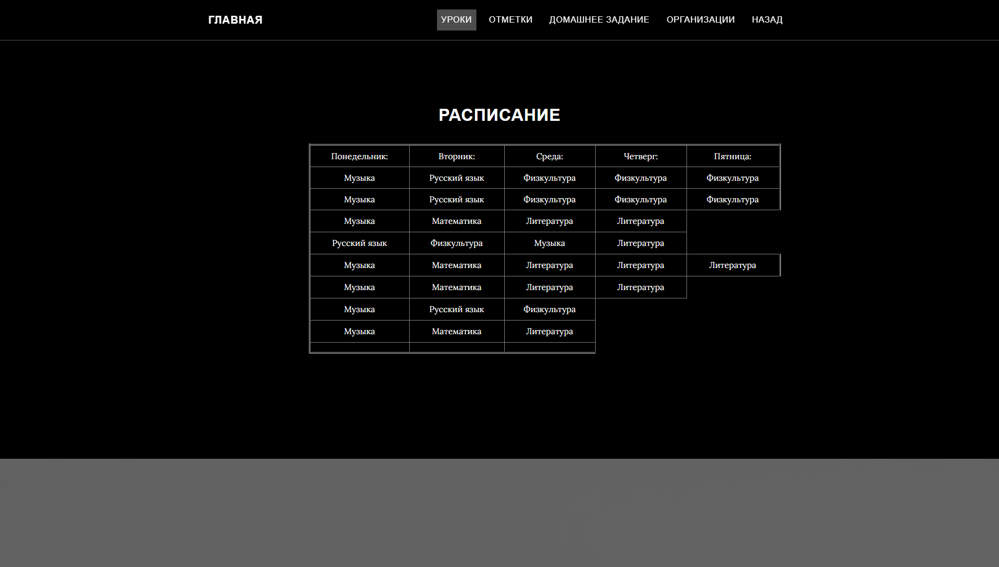 ГЛАВНАЯ УРОКИ ОТМЕТКИ ДОМАШНЕЕ ЗАДАНИЕ ОРГАНИЗАЦИИ НАЗАД
РАСПИСАНИЕ
Понедельник: Вторник: Среда: Четверг: Пятница:
Музыка Русский язык Физкультура Физкультура Физкультура
Музыка Русский язык Физкультура Физкультура Физкультура
Музыка Математика Литература Литература
Русский язык Физкультура Музыка Литература
Музыка Математика Литература Литература Литература
Музыка Математика Литература Литература
Музыка Русский язык Физкультура
Музыка Математика Литература